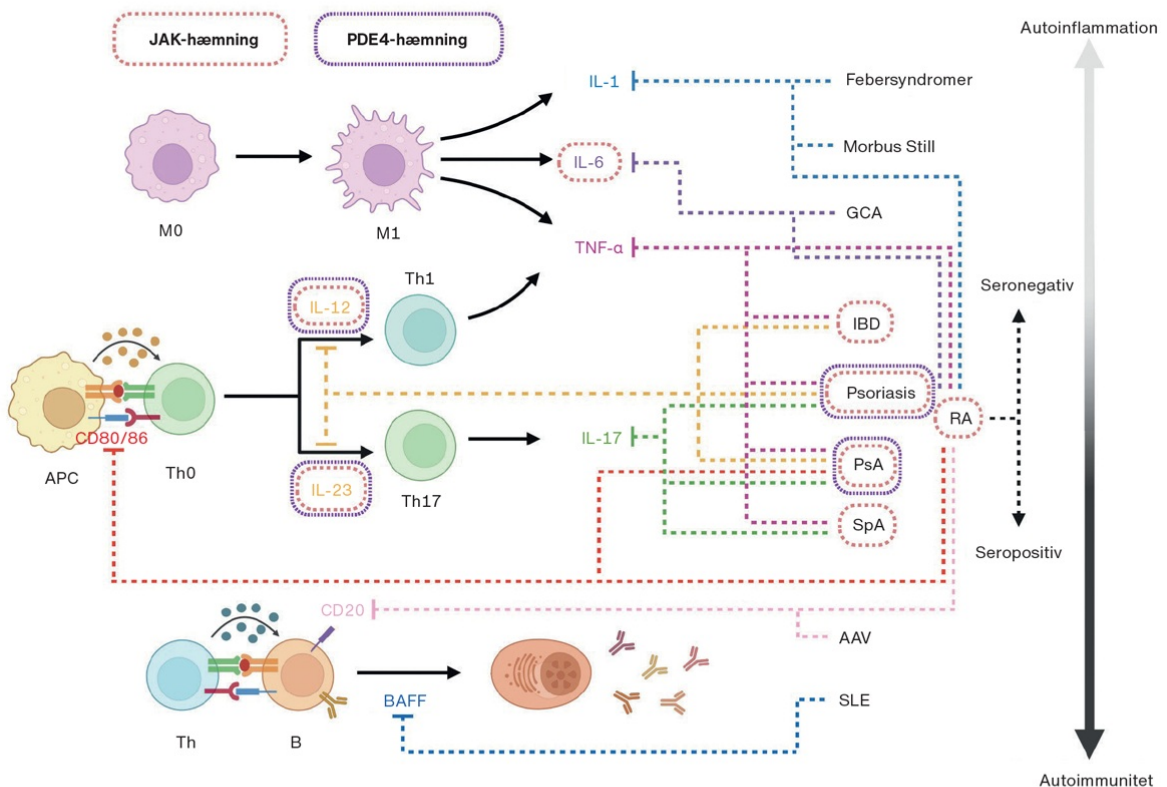 JAK-hæmning
PDE4-hæmning
Autoinflammation
IL-1
Febersyndromer
Morbus Still
IL-6
GCA
M0
M1
TNF-α
Th1
Seronegativ
IL-12
IBD
Psoriasis
RA
CD80/86
IL-17
APC
Th0
PsA
IL-23
Th17
SpA
Seropositiv
CD20
AAV
BAFF
SLE
Th
B
Autoimmunitet